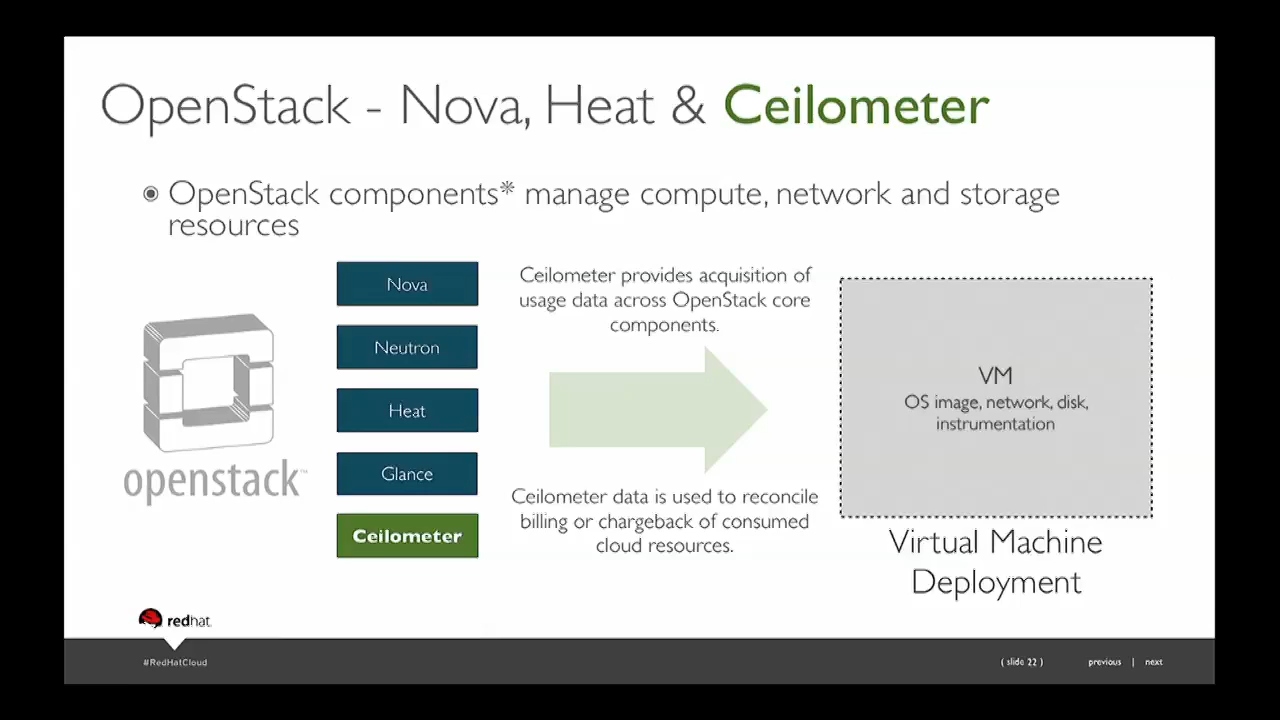 OpenStack - Nova, Heat & Ceilometer
OpenStack components* manage compute, network and storage
resources
openstack™
Nova
Neutron
Heat
Glance
Ceilometer
Ceilometer provides acquisition of
usage data across OpenStack core
components.
Ceilometer data is used to reconcile
billing or chargeback of consumed
cloud resources.
VM
OS image, network, disk,
instrumentation
Virtual Machine
Deployment
redhat.
#RedHatCloud
( slide 22 )
previous | next